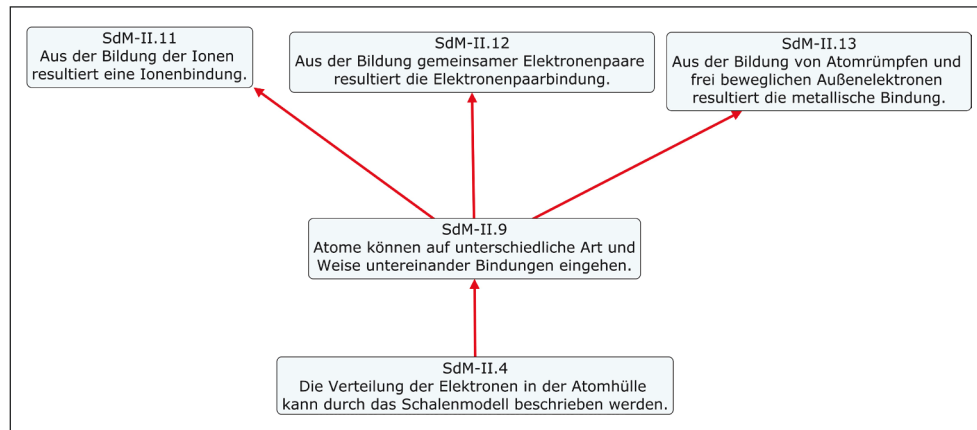 SdM-II.11
Aus der Bildung der Ionen
resultiert eine Ionenbindung.
SdM-II.12
Aus der Bildung gemeinsamer Elektronenpaare
resultiert die Elektronenpaarbindung.
SdM-II.13
Aus der Bildung von Atomrümpfen und
frei beweglichen Außenelektronen
resultiert die metallische Bindung.
SdM-II.9
Atome können auf unterschiedliche Art und
Weise untereinander Bindungen eingehen.
SdM-II.4
Die Verteilung der Elektronen in der Atomhülle
kann durch das Schalenmodell beschrieben werden.